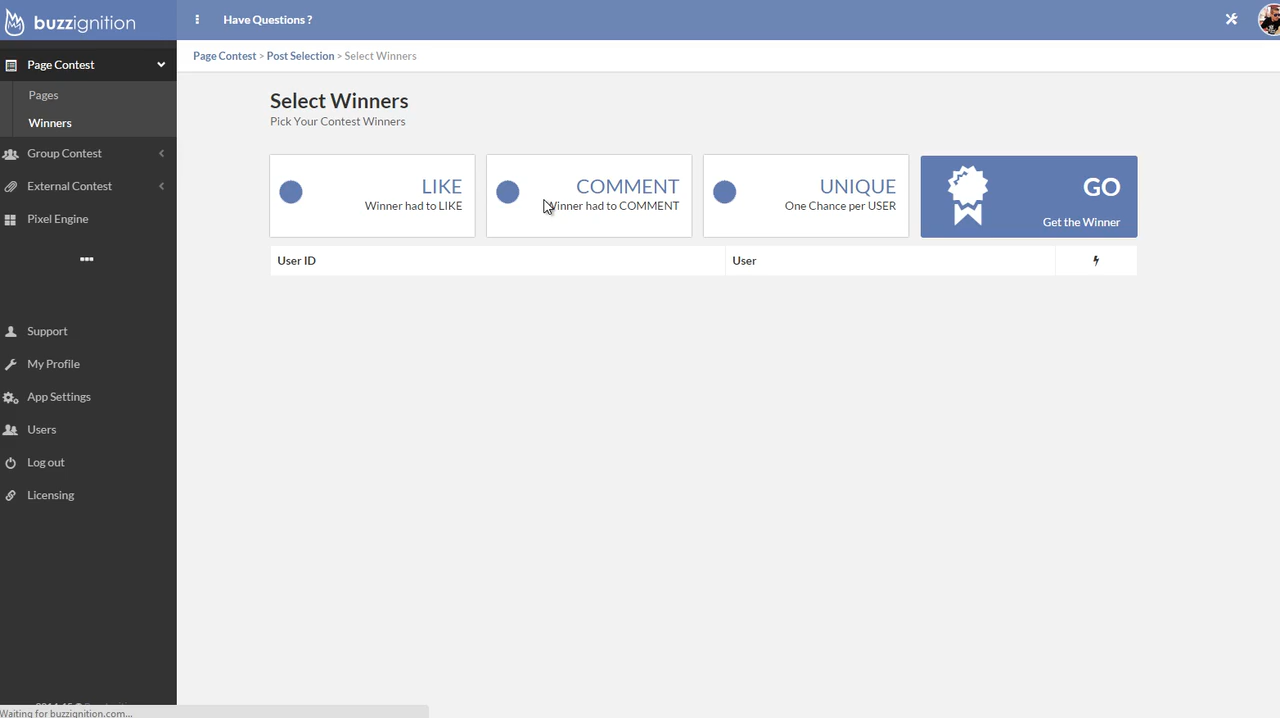 buzzignition
Have Questions ?
Page Contest > Post Selection > Select Winners
Page Contest
Pages
Winners
Group Contest
External Contest
Pixel Engine
Support
My Profile
App Settings
Users
Log out
Licensing
Select Winners
Pick Your Contest Winners
LIKE
Winner had to LIKE
COMMENT
Winner had to COMMENT
UNIQUE
One Chance per USER
GO
Get the Winner
User ID
User
Waiting for buzzignition.com...